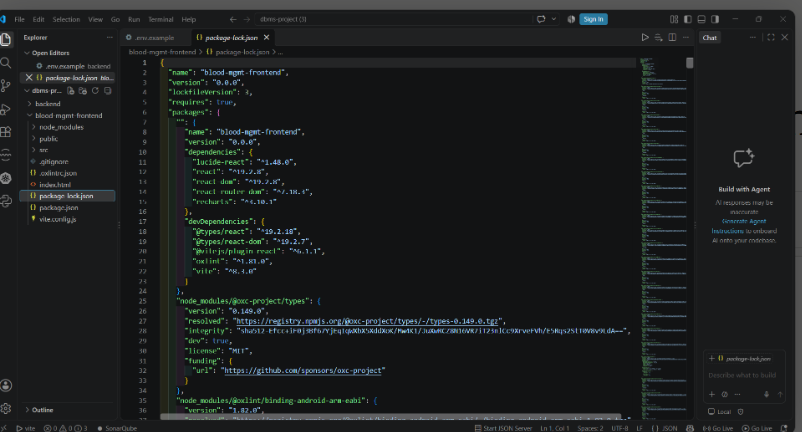 File Edit Selection View Go Run Terminal Help
dbms-project (3)
Sign In
Explorer
Open Editors
.env.example backend
package-lock.json
dbms-pr...
backend
blood-mgmt-frontend
node_modules
public
src
.gitignore
.oxlintrc.json
index.html
package-lock.json
package.json
vite.config.js
Outline
.env.example
package-lock.json
blood-mgmt-frontend > package-lock.json > ...
1 {
2 "name": "blood-mgmt-frontend",
3 "version": "0.0.0",
4 "lockfileVersion": 3,
5 "requires": true,
6 "packages": {
7 "": {
8 "name": "blood-mgmt-frontend",
9 "version": "0.0.0",
10 "dependencies": {
11 "lucide-react": "^1.48.0",
12 "react": "^19.2.8",
13 "react-dom": "^19.2.8",
14 "react-router-dom":
15 "recharts": "^3.10.1"
16 },
17 "devDependencies": {
18 "@types/react": "^19.2.18",
19 "@types/react-dom": "^19.2.7",
20 "@vitejs/plugin-react": "^6.1.1",
21 "oxlint": "^1.81.0",
22 "vite": "^8.3.0"
23 }
24 },
25 "node_modules/@oxc-project/types": {
26 "version": "0.149.0",
27 "resolved": "https://registry.npmjs.org/@oxc-project/types/-/types-0.149.0.tgz",
28 "integrity":
29 "dev": true,
30 "license": "MIT",
31 "funding": {
32 "url": "https://github.com/sponsors/oxc-project"
33 }
34 },
35 "node_modules/@oxlint/binding-android-arm-eabi": {
36 "version": "1.82.0",
Chat
Build with Agent
AI responses may be
inaccurate
Generate Agent
Instructions to onboard
AI onto your codebase.
package-lock.json
Describe what to build
Local
vite
0 0 3
SonarQube
Start JSON Server
Ln 1, Col 1
Spaces: 2
UTF-8
LF
{} JSON
Go Live
Go Live